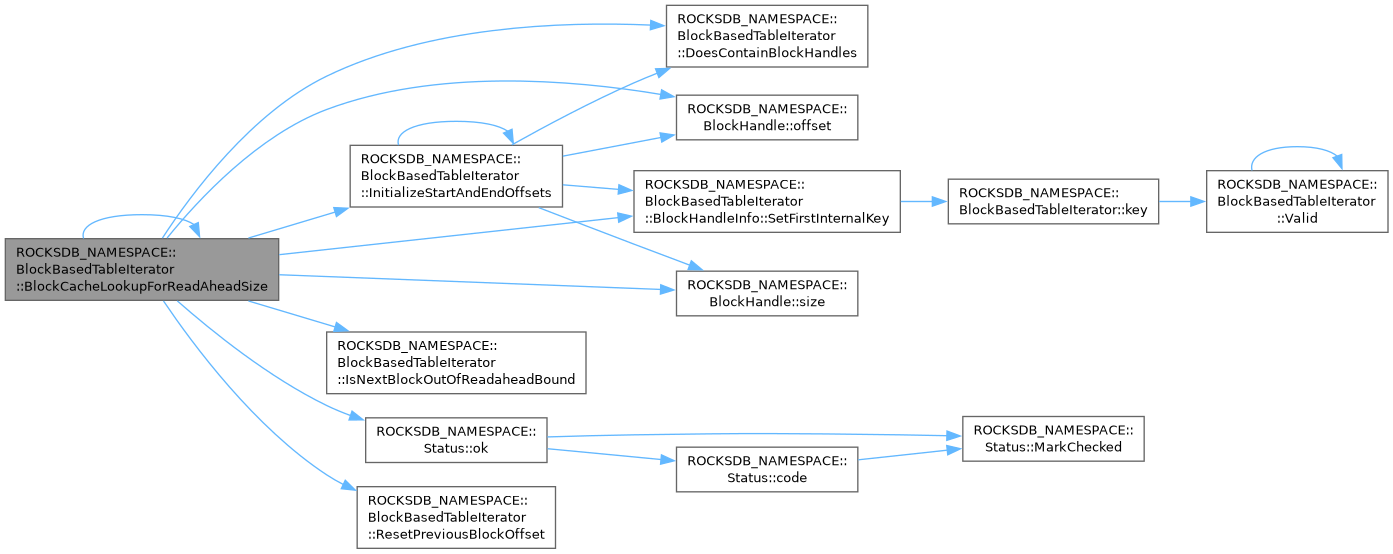 ROCKSDB_NAMESPACE::
BlockBasedTableIterator
::DoesContainBlockHandles
ROCKSDB_NAMESPACE::
BlockHandle::offset
ROCKSDB_NAMESPACE::
BlockBasedTableIterator
::InitializeStartAndEndOffsets
ROCKSDB_NAMESPACE::
BlockBasedTableIterator
::BlockHandleInfo::SetFirstInternalKey
ROCKSDB_NAMESPACE::
BlockBasedTableIterator::key
ROCKSDB_NAMESPACE::
BlockBasedTableIterator
::Valid
ROCKSDB_NAMESPACE::
BlockBasedTableIterator
::BlockCacheLookupForReadAheadSize
ROCKSDB_NAMESPACE::
BlockHandle::size
ROCKSDB_NAMESPACE::
BlockBasedTableIterator
::IsNextBlockOutOfReadaheadBound
ROCKSDB_NAMESPACE::
Status::ok
ROCKSDB_NAMESPACE::
Status::MarkChecked
ROCKSDB_NAMESPACE::
Status::code
ROCKSDB_NAMESPACE::
BlockBasedTableIterator
::ResetPreviousBlockOffset